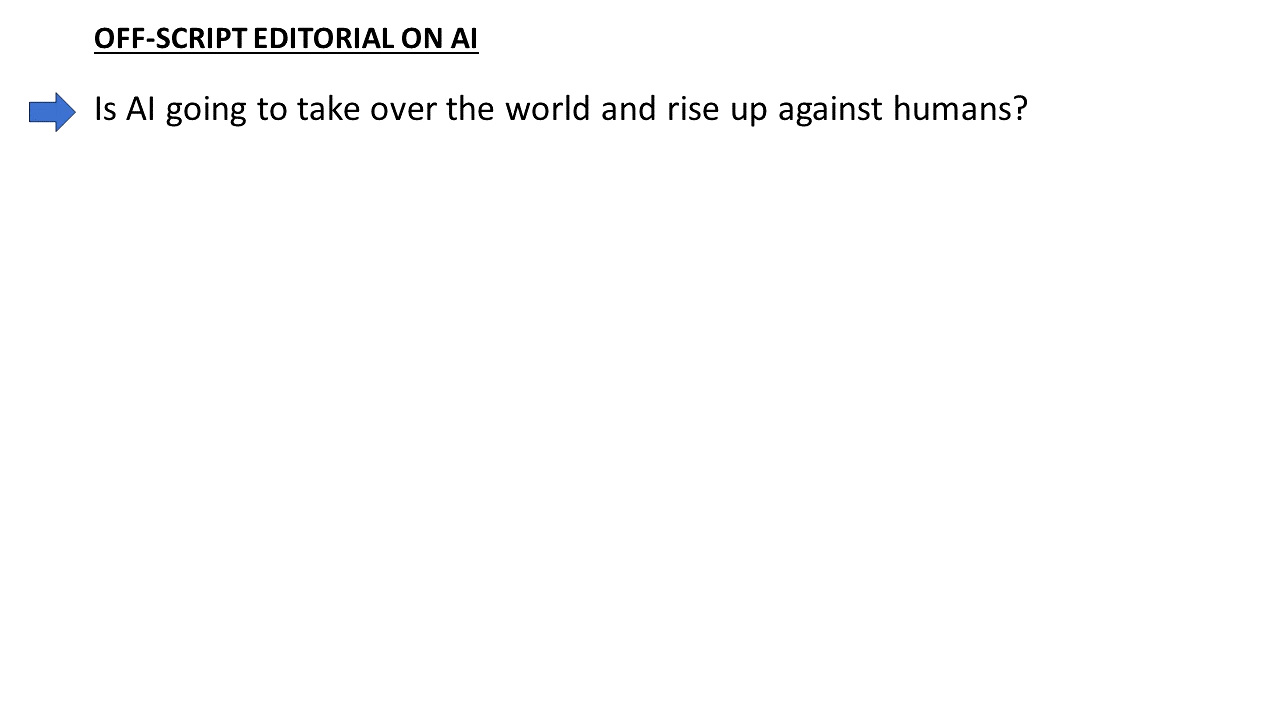 OFF-SCRIPT EDITORIAL ON AI
Is AI going to take over the world and rise up against humans?